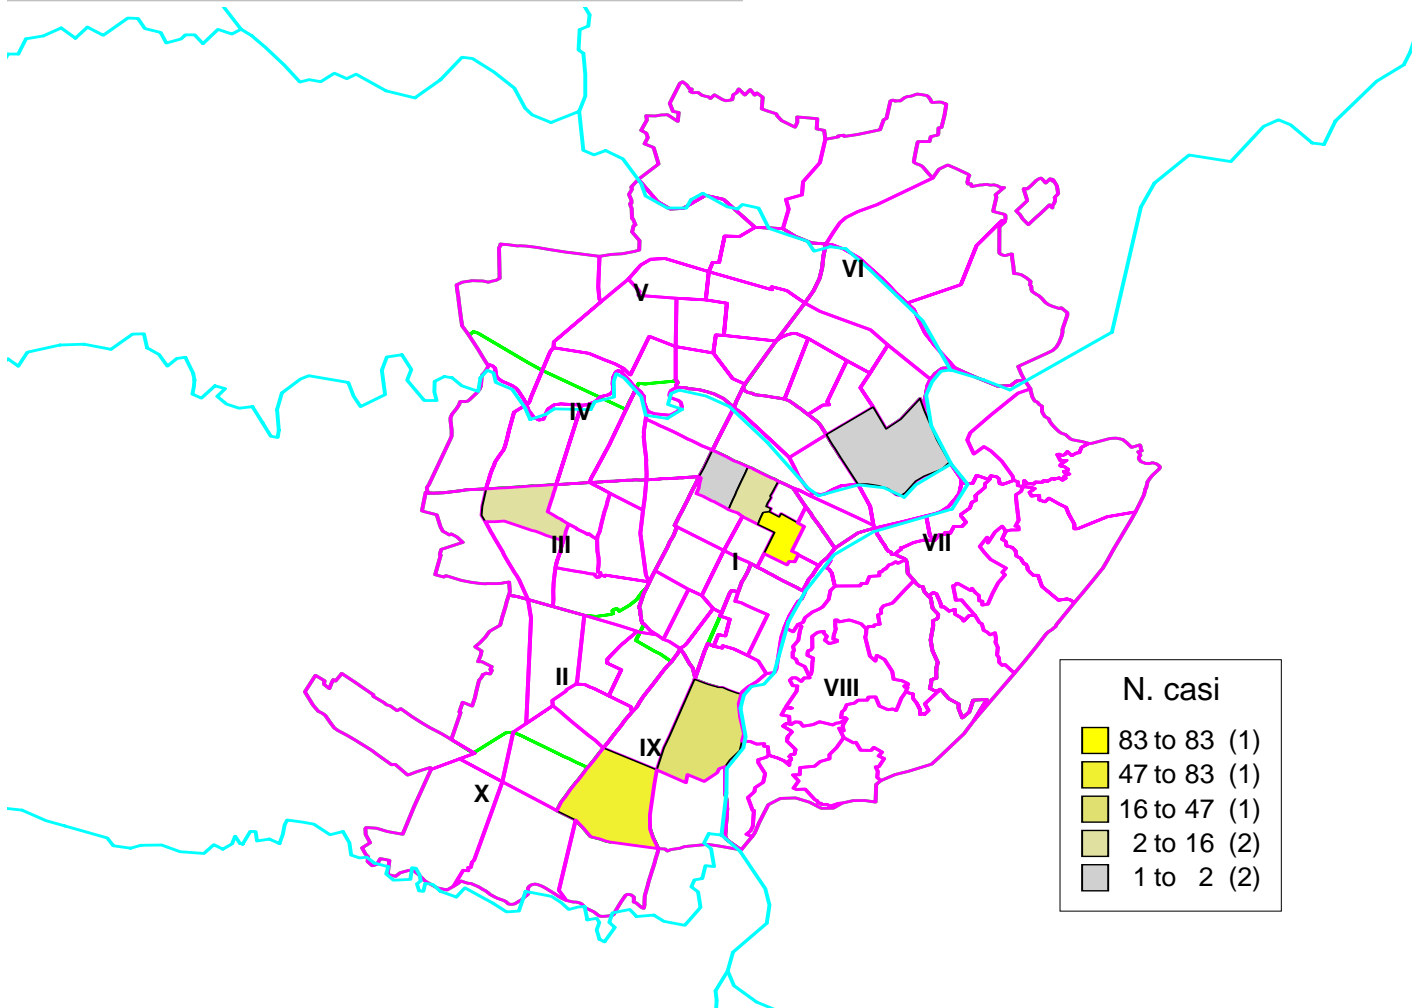 VI
V
IV
III
VII
I
II
VIII
IX
X
N. casi
83 to 83 (1)
47 to 83 (1)
16 to 47 (1)
2 to 16 (2)
1 to 2 (2)